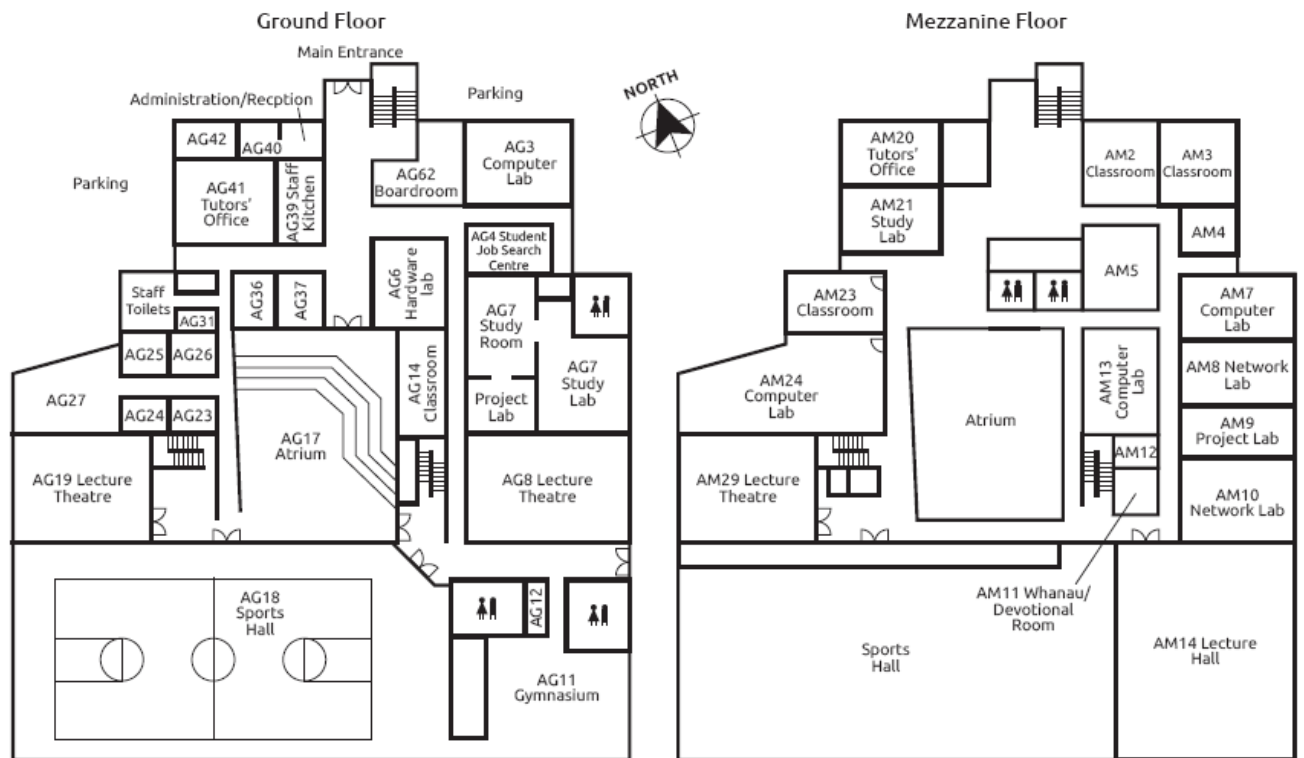 Ground Floor
Mezzanine Floor
Main Entrance
Administration/Recption
Parking
NORTH
AG42
AG40
AG3
Computer
Lab
Parking
AG41
Tutors'
Office
AG39 Staff
Kitchen
AG62
Boardroom
AG4 Student
Job Search
Centre
Staff
Toilets
AG36
AG37
AG6
Hardware
lab
AG31
AG7
Study
Room
AG25
AG26
AG14
Classroom
AG7
Study
Lab
AG27
AG24
AG23
Project
Lab
AG17
Atrium
AG19 Lecture
Theatre
AG8 Lecture
Theatre
AG18
Sports
Hall
AG12
AG11
Gymnasium
AM20
Tutors'
Office
AM2
Classroom
AM3
Classroom
AM21
Study
Lab
AM4
AM5
AM23
Classroom
AM7
Computer
Lab
AM24
Computer
Lab
AM13
Computer
Lab
AM8 Network
Lab
Atrium
AM9
Project Lab
AM12
AM29 Lecture
Theatre
AM10
Network Lab
AM11 Whanau/
Devotional
Room
Sports
Hall
AM14 Lecture
Hall